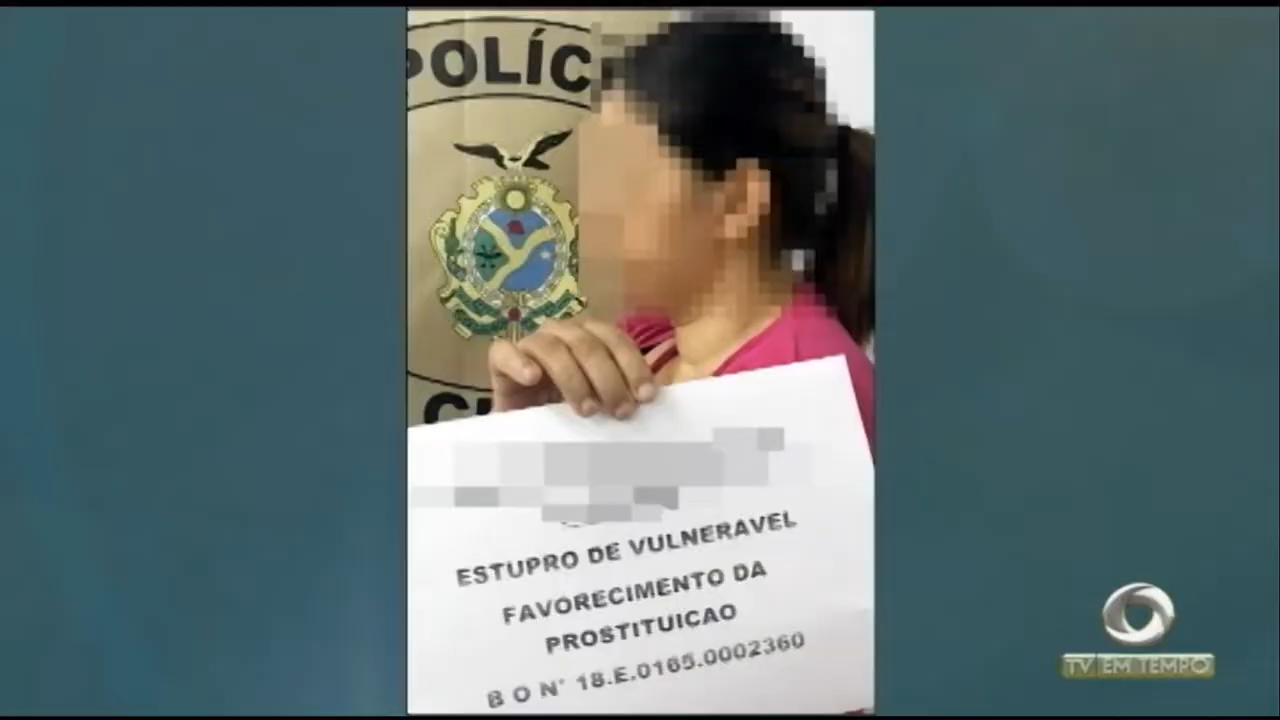 POLÍC
ESTUPRO DE VULNERAVEL
FAVORECIMENTO DA
PROSTITUICAO
B O N° 18.E.0165.0002360
TV EM TEMPO